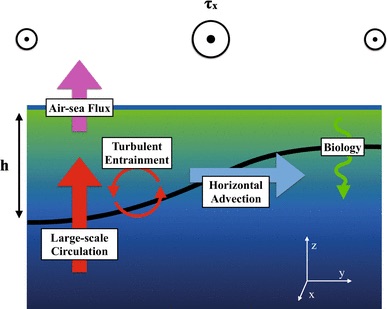 τx
Air-sea Flux
Turbulent
Entrainment
Biology
h
Horizontal
Advection
Large-scale
Circulation
z
y
x